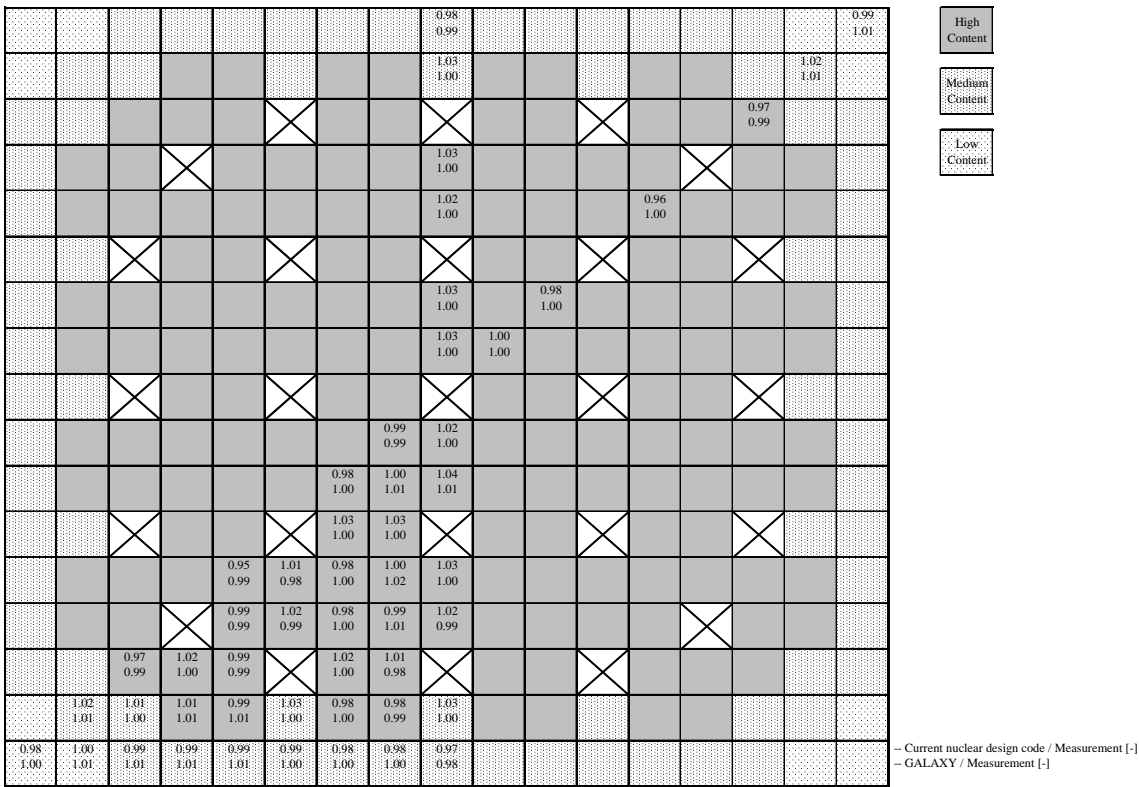 0.98 0.99
0.99 1.01
1.03 1.02
1.00 1.01
0.97
0.99
1.03
1.00
1.02 0.96
1.00 1.00
1.03 0.98
1.00 1.00
1.03 1.00
1.00 1.00
0.99 1.02
0.99 1.00
0.98 1.00 1.04
1.00 1.01 1.01
1.03 1.03
1.00 1.00
0.95 1.01 0.98 1.00 1.03
0.99 0.98 1.00 1.02 1.00
0.99 1.02 0.98 0.99 1.02
0.99 0.99 1.00 1.01 0.99
0.97 1.02 0.99 1.02 1.01
0.99 1.00 0.99 1.00 0.98
1.02 1.01 1.01 0.99 1.03 0.98 0.98 1.03
1.01 1.00 1.01 1.01 1.00 1.00 0.99 1.00
0.98 1.00 0.99 0.99 0.99 0.99 0.98 0.98 0.97
1.00 1.01 1.01 1.01 1.01 1.00 1.00 1.00 0.98
High
Content
Medium
Content
Low
Content
-- Current nuclear design code / Measurement [-]
-- GALAXY / Measurement [-]